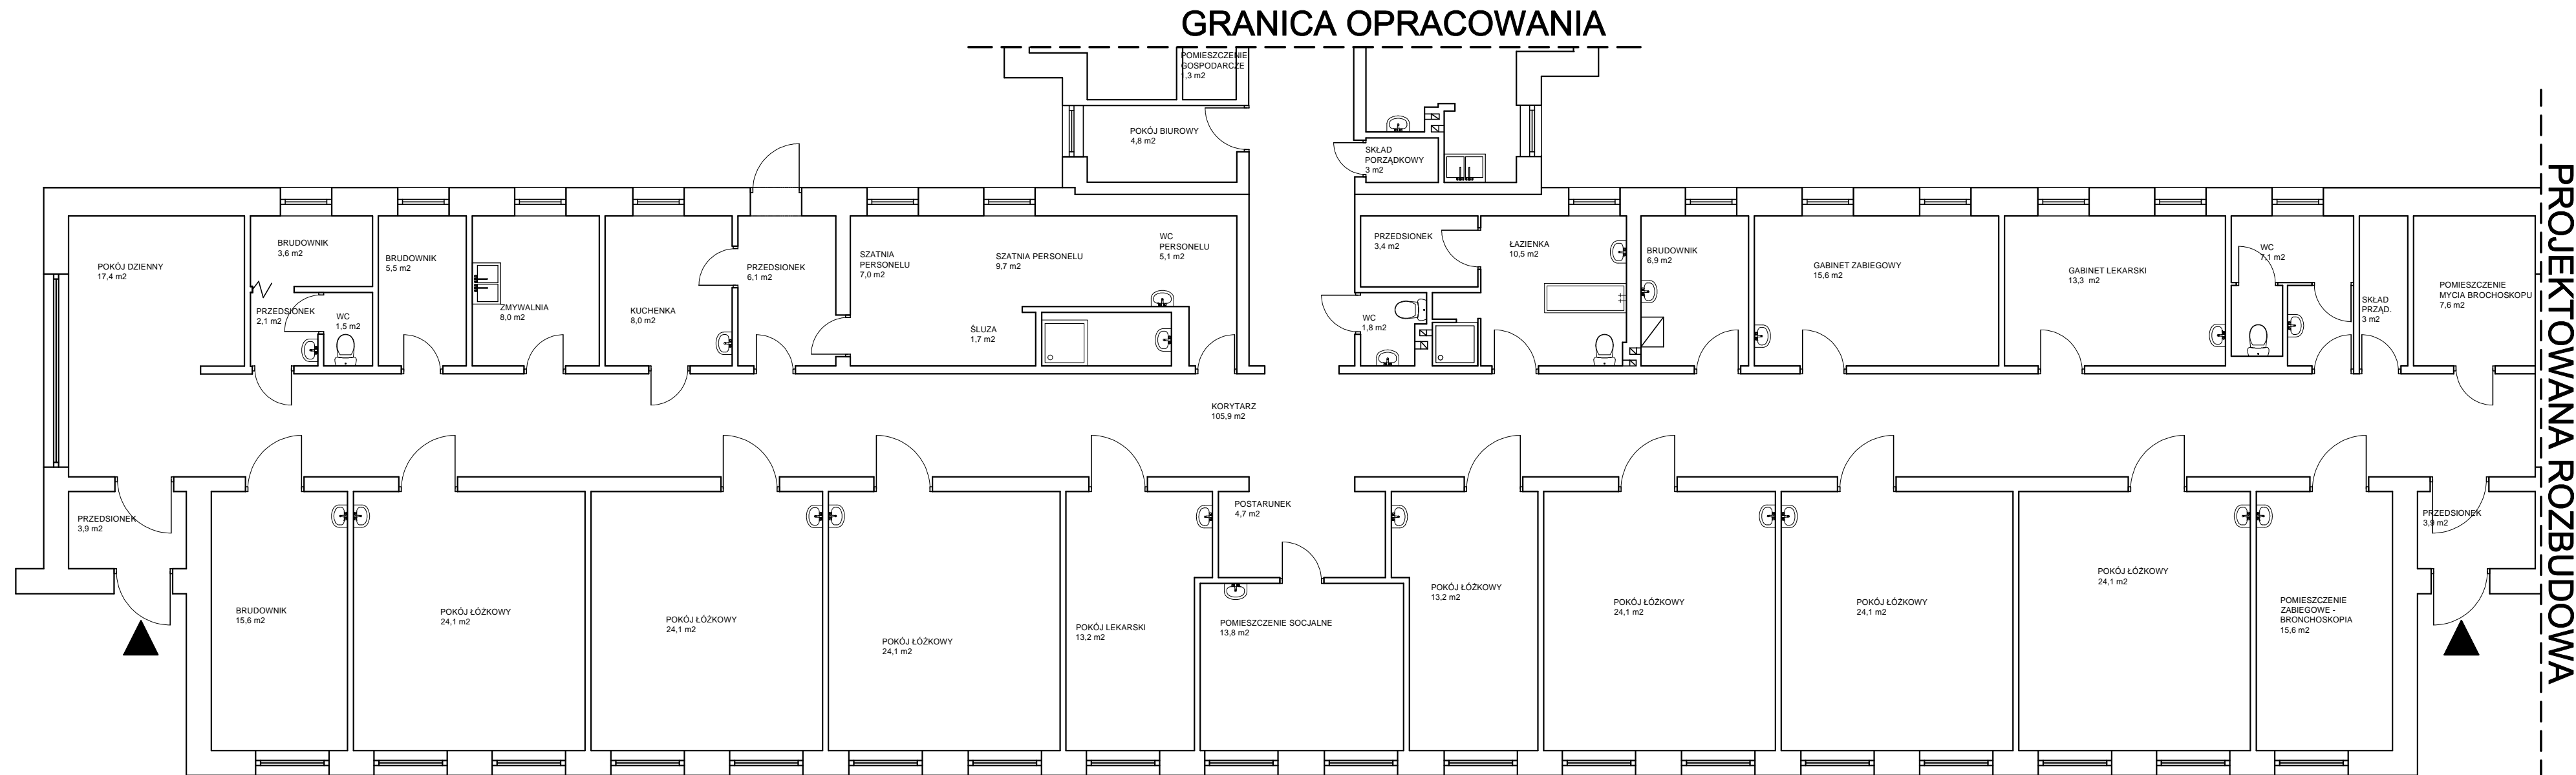 GRANICA OPRACOWANIA
POMIESZCZENIE
GOSPODARCZE
1,3 m2
POKÓJ BIUROWY
4,8 m2
SKŁAD
PORZĄDKOWY
3 m2
POKÓJ DZIENNY
17,4 m2
BRUDOWNIK
3,6 m2
PRZEDSIONEK
2,1 m2
WC
1,5 m2
BRUDOWNIK
5,5 m2
ZMYWALNIA
8,0 m2
KUCHENKA
8,0 m2
PRZEDSIONEK
6,1 m2
SZATNIA
PERSONELU
7,0 m2
SZATNIA PERSONELU
9,7 m2
ŚLUZA
1,7 m2
WC
PERSONELU
5,1 m2
PRZEDSIONEK
3,4 m2
WC
1,8 m2
ŁAZIENKA
10,5 m2
BRUDOWNIK
6,9 m2
GABINET ZABIEGOWY
15,6 m2
GABINET LEKARSKI
13,3 m2
WC
7,1 m2
SKŁAD
PRZĄD.
3 m2
POMIESZCZENIE
MYCIA BROCHOSKOPU
7,6 m2
KORYTARZ
105,9 m2
PRZEDSIONEK
3,9 m2
BRUDOWNIK
15,6 m2
POKÓJ ŁÓŻKOWY
24,1 m2
POKÓJ ŁÓŻKOWY
24,1 m2
POKÓJ ŁÓŻKOWY
24,1 m2
POKÓJ LEKARSKI
13,2 m2
POSTARUNEK
4,7 m2
POMIESZCZENIE SOCJALNE
13,8 m2
POKÓJ ŁÓŻKOWY
13,2 m2
POKÓJ ŁÓŻKOWY
24,1 m2
POKÓJ ŁÓŻKOWY
24,1 m2
POKÓJ ŁÓŻKOWY
24,1 m2
POMIESZCZENIE
ZABIEGOWE -
BRONCHOSKOPIA
15,6 m2
PRZEDSIONEK
3,9 m2
PROJEKTOWANA ROZBUDOWA